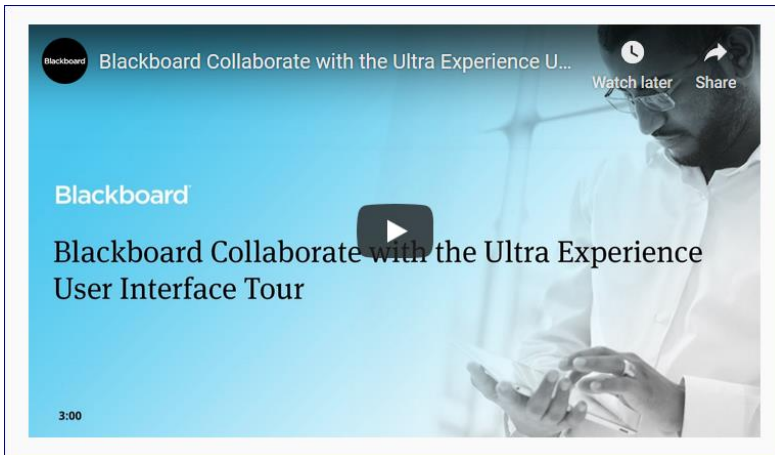 Blackboard
Blackboard Collaborate with the Ultra Experience U...
Watch later
Share
Blackboard
Blackboard Collaborate with the Ultra Experience
User Interface Tour
3:00